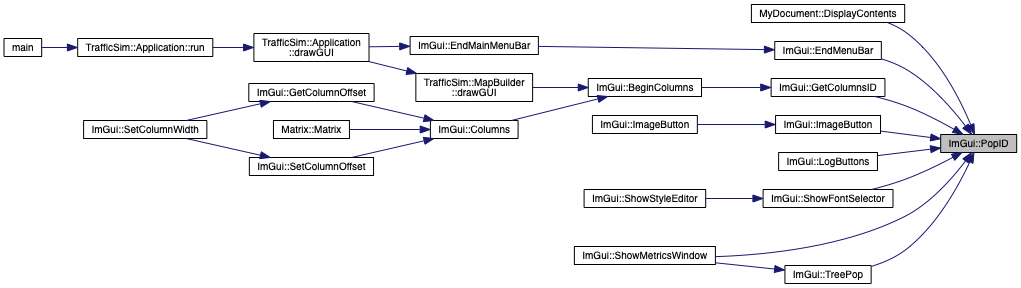 main
TrafficSim::Application::run
TrafficSim::Application
::drawGUI
ImGui::EndMainMenuBar
MyDocument::DisplayContents
ImGui::EndMenuBar
TrafficSim::MapBuilder
::drawGUI
ImGui::BeginColumns
ImGui::GetColumnsID
ImGui::GetColumnOffset
ImGui::SetColumnWidth
Matrix::Matrix
ImGui::Columns
ImGui::SetColumnOffset
ImGui::ImageButton
ImGui::ImageButton
ImGui::PopID
ImGui::LogButtons
ImGui::ShowStyleEditor
ImGui::ShowFontSelector
ImGui::ShowMetricsWindow
ImGui::TreePop